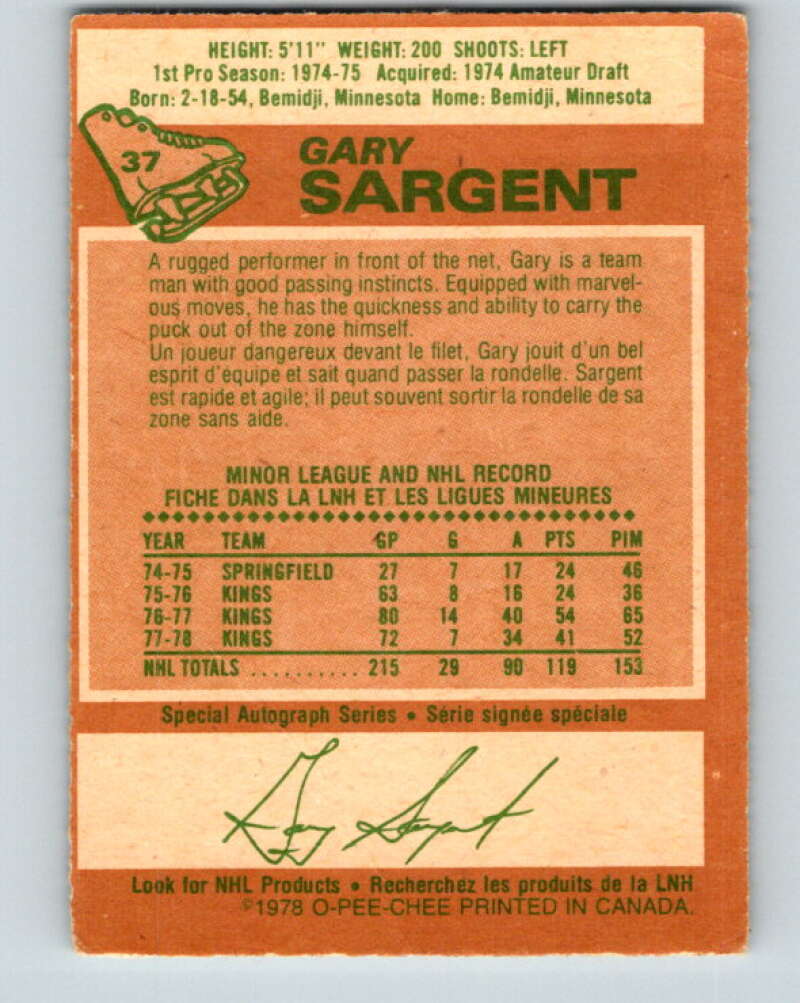 HEIGHT: 5'11" WEIGHT: 200 SHOOTS: LEFT
1st Pro Season: 1974-75 Acquired: 1974 Amateur Draft
Born: 2-18-54, Bemidji, Minnesota Home: Bemidji, Minnesota
37
GARY
SARGENT
A rugged performer in front of the net, Gary is a team
man with good passing instincts. Equipped with marvel-
ous moves, he has the quickness and ability to carry the
puck out of the zone himself.
Un joueur dangereux devant le filet, Gary jouit d'un bel
esprit d'équipe et sait quand passer la rondelle. Sargent
est rapide et agile; il peut souvent sortir la rondelle de sa
zone sans aide.
MINOR LEAGUE AND NHL RECORD
FICHE DANS LA LNH ET LES LIGUES MINEURES
YEAR TEAM GP G A PTS PIM
74-75 SPRINGFIELD 27 7 17 24 46
75-76 KINGS 63 8 16 24 36
76-77 KINGS 80 14 40 54 65
77-78 KINGS 72 7 34 41 52
NHL TOTALS .......... 215 29 90 119 153
Special Autograph Series • Série signée spéciale
Gary Sargent
Look for NHL Products • Recherchez les produits de la LNH
©1978 O-PEE-CHEE PRINTED IN CANADA.